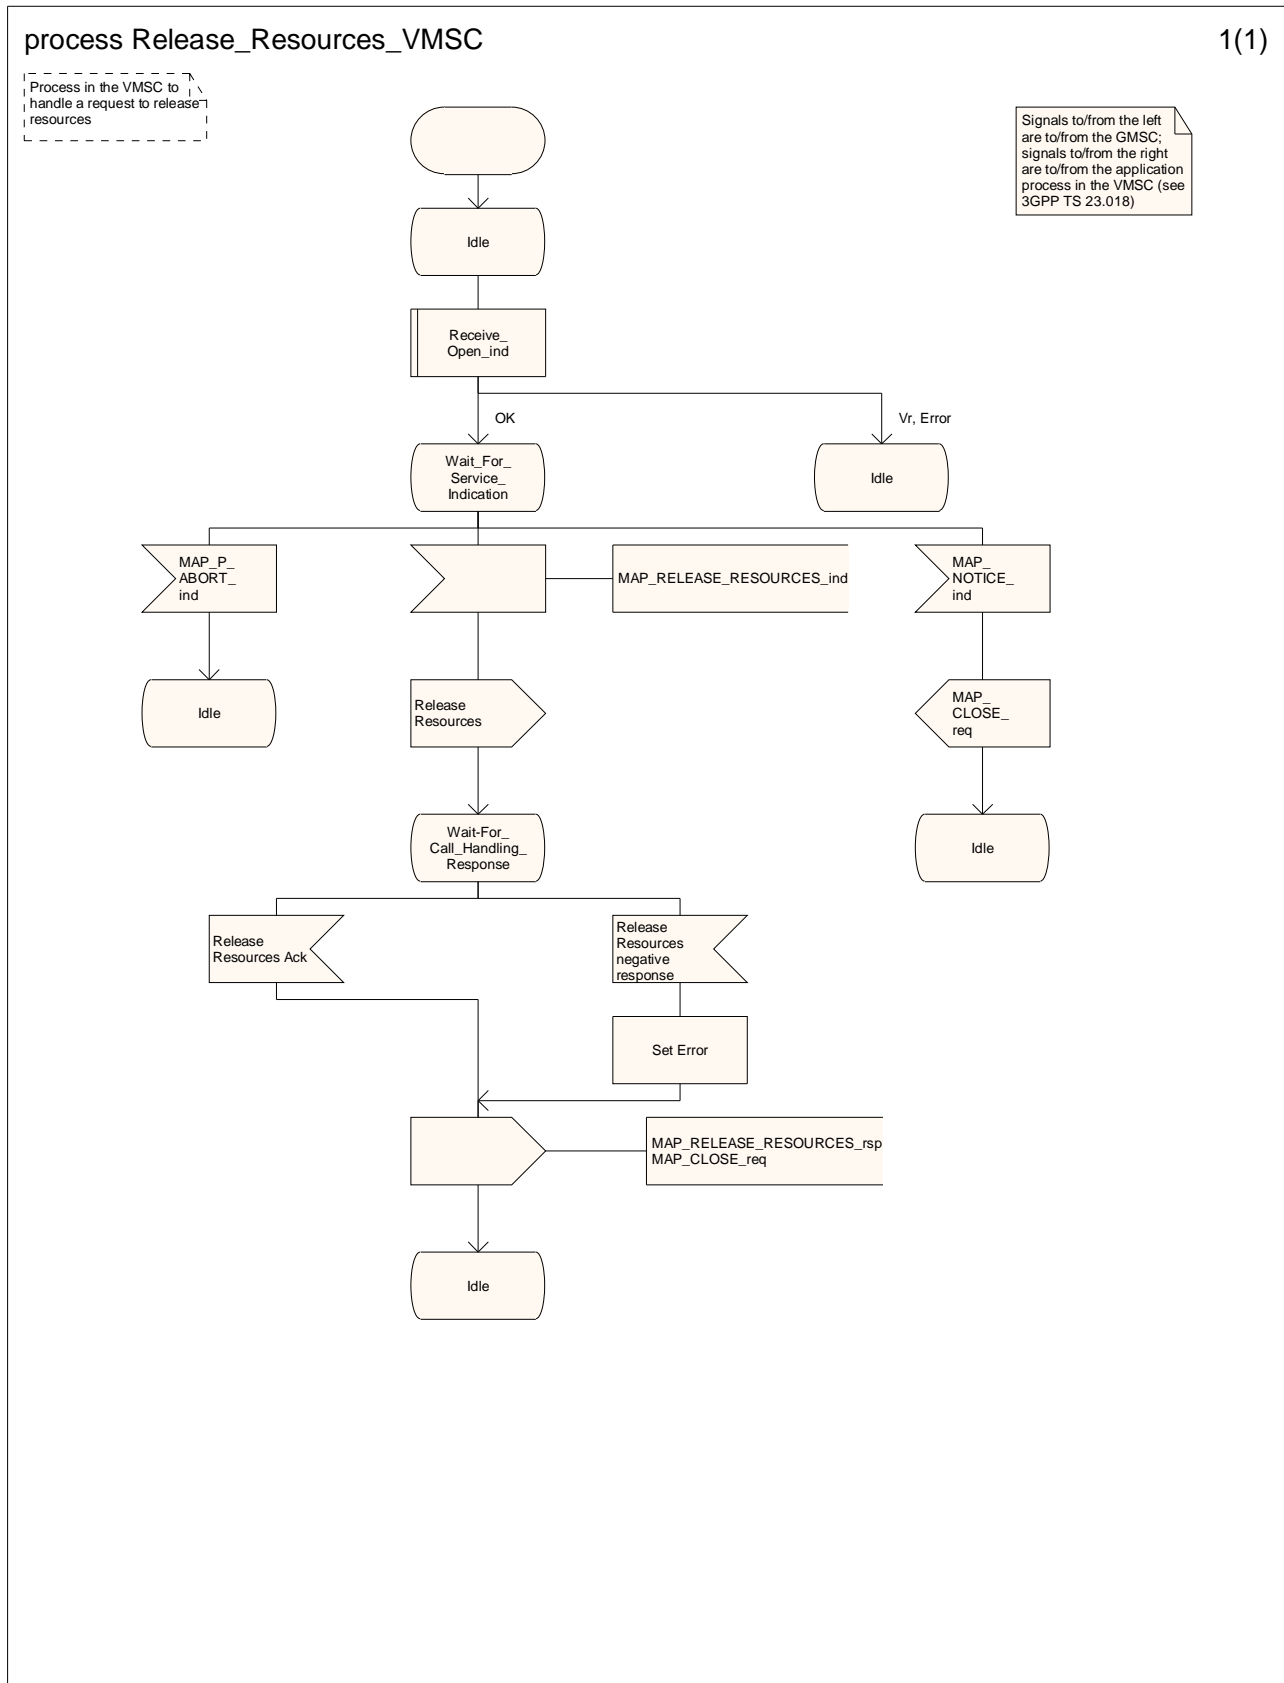 process Release_Resources_VMSC
1(1)
Process in the VMSC to
handle a request to release
resources
Signals to/from the left
are to/from the GMSC;
signals to/from the right
are to/from the application
process in the VMSC (see
3GPP TS 23.018)
Idle
Receive_
Open_ind
OK
Vr, Error
Wait_For_
Service_
Indication
Idle
MAP_P_
ABORT_
ind
MAP_RELEASE_RESOURCES_ind
MAP_
NOTICE_
ind
Idle
Release
Resources
MAP_
CLOSE_
req
Wait-For_
Call_Handling_
Response
Idle
Release
Resources Ack
Release
Resources
negative
response
Set Error
MAP_RELEASE_RESOURCES_rsp
MAP_CLOSE_req
Idle